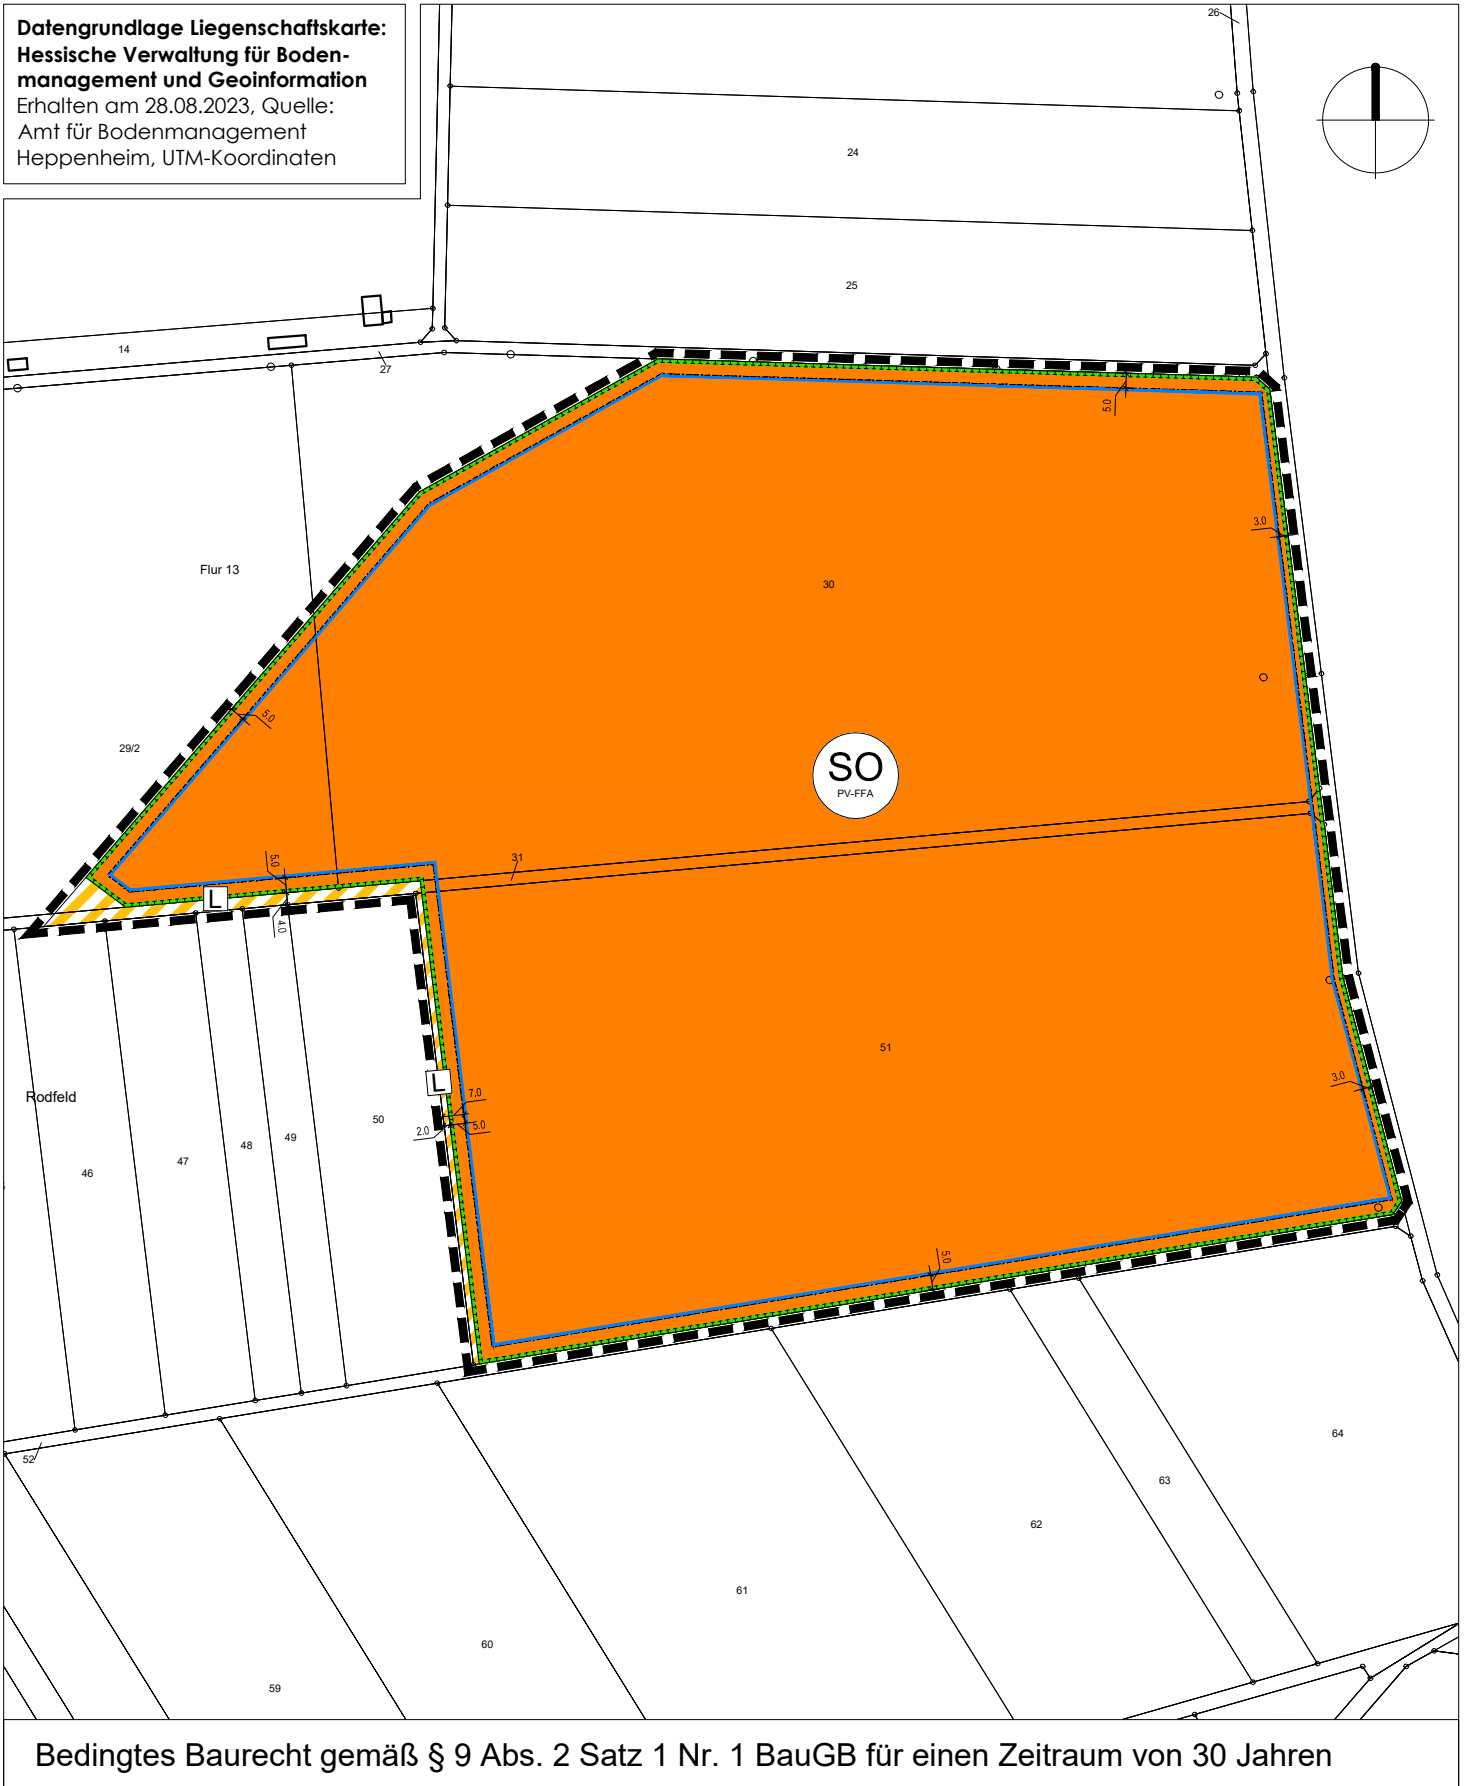 Datengrundlage Liegenschaftskarte:
Hessische Verwaltung für Boden-
management und Geoinformation
Erhalten am 28.08.2023, Quelle:
Amt für Bodenmanagement
Heppenheim, UTM-Koordinaten
26
24
25
14
27
5.0
3.0
Flur 13
30
5.0
29/2
SO
PV-FFA
5.0
31
L
4.0
51
L
3.0
7.0
2.0
5.0
Rodfeld
50
49
48
47
46
5.0
52
64
63
62
61
60
59
Bedingtes Baurecht gemäß § 9 Abs. 2 Satz 1 Nr. 1 BauGB für einen Zeitraum von 30 Jahren